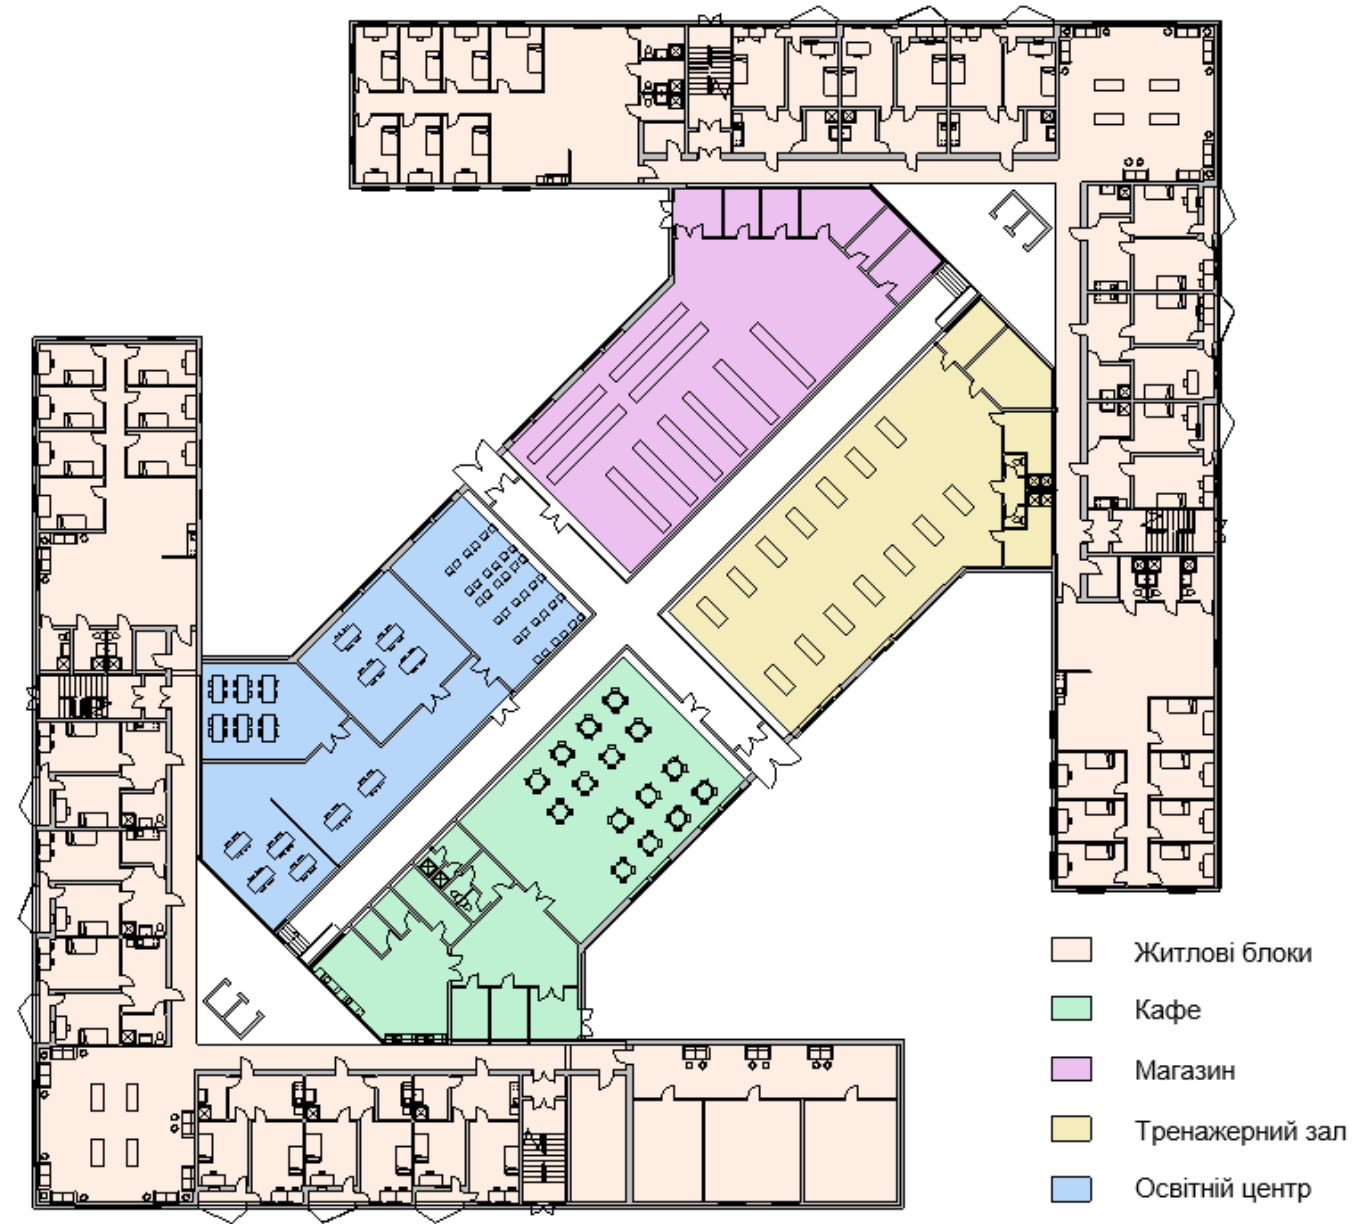 Житлові блоки
Кафе
Магазин
Тренажерний зал
Освітній центр